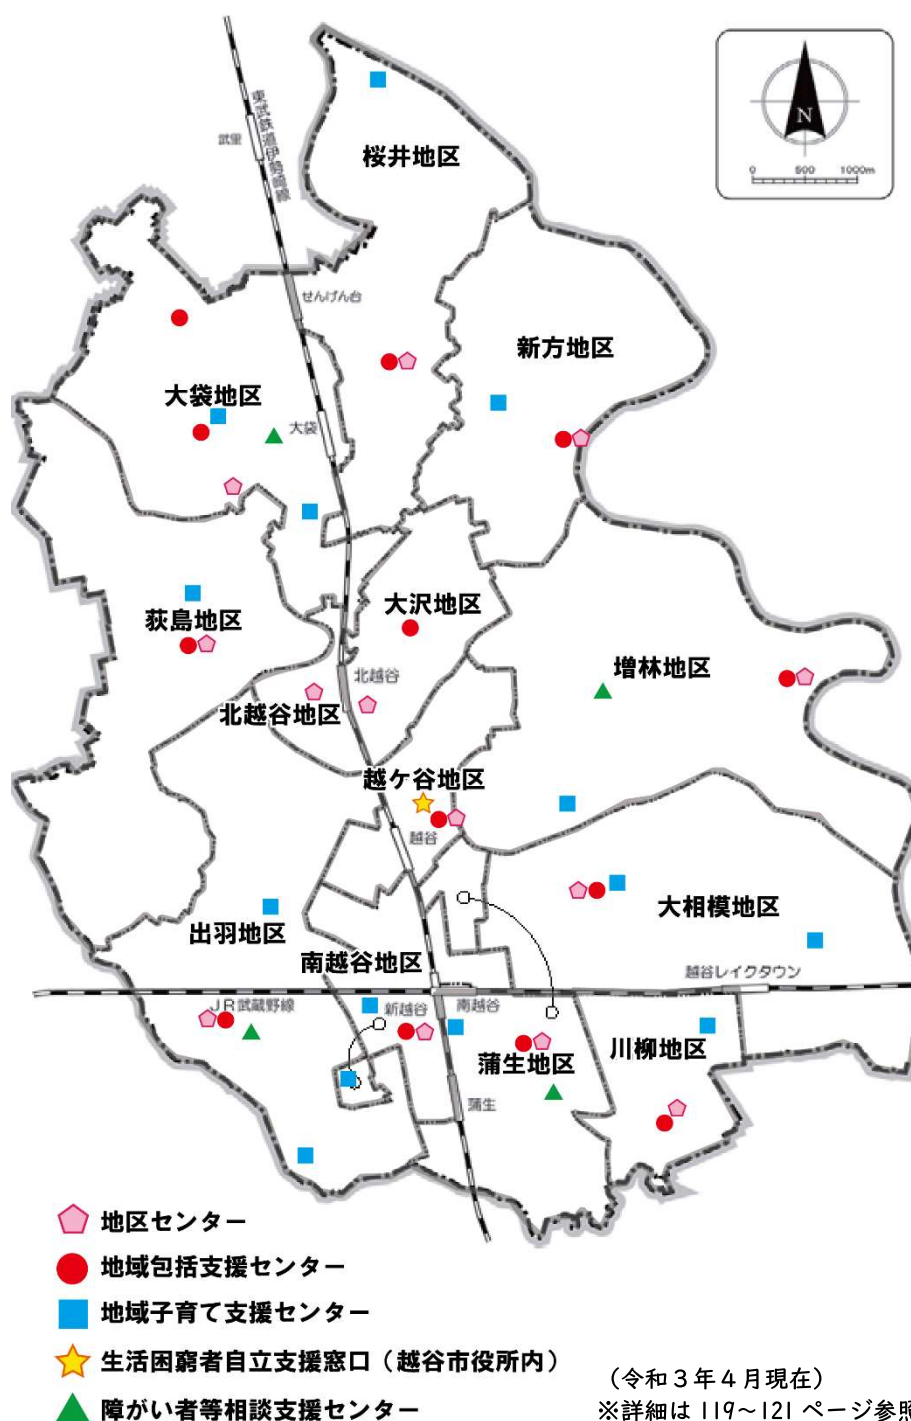 N
0 500 1000m
東武鉄道伊勢崎線
武里
桜井地区
せんげん台
新方地区
大袋地区
大袋
大沢地区
荻島地区
増林地区
北越谷
北越谷地区
越ケ谷地区
越谷
大相模地区
出羽地区
南越谷地区
越谷レイクタウン
JR武蔵野線
新越谷
南越谷
川柳地区
蒲生地区
蒲生
地区センター
地域包括支援センター
地域子育て支援センター
生活困窮者自立支援窓口（越谷市役所内）
障がい者等相談支援センター
（令和３年４月現在）
※詳細は119～121ページ参照